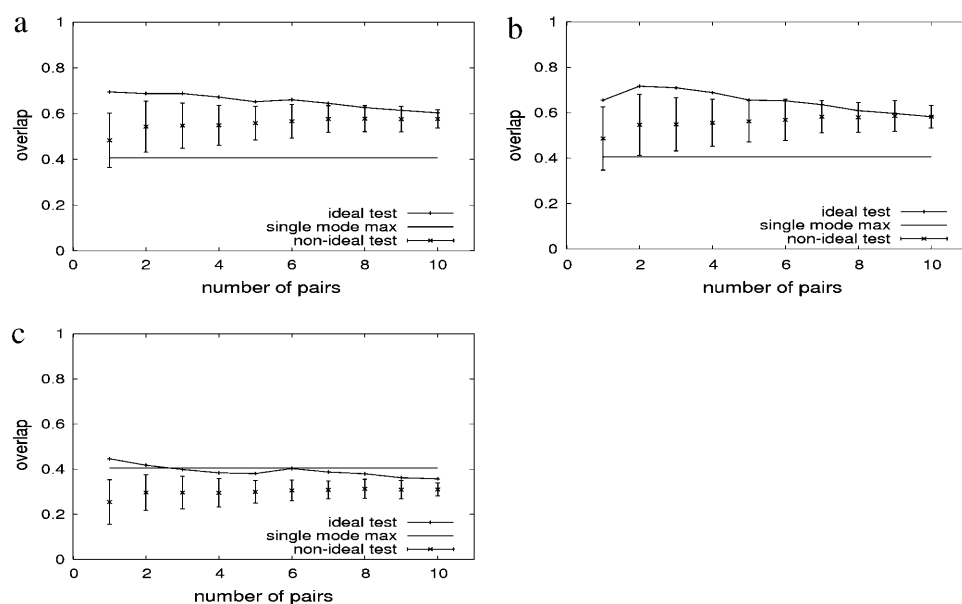 a
1
0.8
0.6
0.4
0.2
0
overlap
ideal test
single mode max
non-ideal test
0 2 4 6 8 10
number of pairs
b
1
0.8
0.6
0.4
0.2
0
overlap
ideal test
single mode max
non-ideal test
0 2 4 6 8 10
number of pairs
c
1
0.8
0.6
0.4
0.2
0
overlap
ideal test
single mode max
non-ideal test
0 2 4 6 8 10
number of pairs